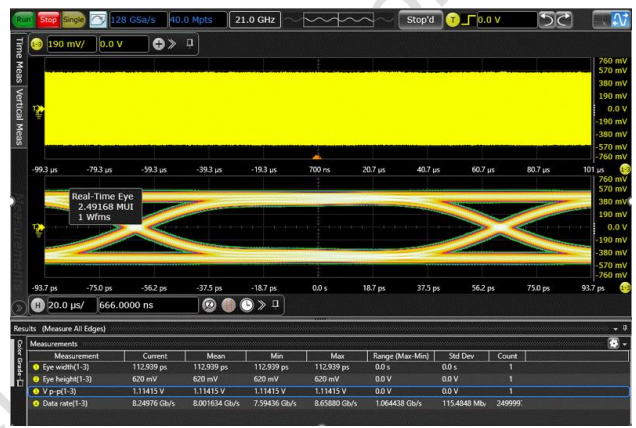 Run Stop Single 128 GSa/s 40.0 Mpts 21.0 GHz Stop'd T 0.0 V
1-3 190 mV/ 0.0 V
Time Meas
Vertical Meas
Measurements
760 mV
570 mV
380 mV
190 mV
0.0 V
-190 mV
-380 mV
-570 mV
-760 mV
-99.3 µs -79.3 µs -59.3 µs -39.3 µs -19.3 µs 700 ns 20.7 µs 40.7 µs 60.7 µs 80.7 µs 101 µs
Real-Time Eye
2.49168 MUI
1 Wfms
760 mV
570 mV
380 mV
190 mV
0.0 V
-190 mV
-380 mV
-570 mV
-760 mV
-93.7 ps -75.0 ps -56.2 ps -37.5 ps -18.7 ps 0.0 s 18.7 ps 37.5 ps 56.2 ps 75.0 ps 93.7 ps 1-3
H 20.0 µs/ 666.0000 ns
Results (Measure All Edges)
Color Grade
Measurements
Measurement Current Mean Min Max Range (Max-Min) Std Dev Count
Eye width(1-3) 112.939 ps 112.939 ps 112.939 ps 112.939 ps 0.0 s 0.0 s 1
Eye height(1-3) 620 mV 620 mV 620 mV 620 mV 0.0 V 0.0 V 1
V p-p(1-3) 1.11415 V 1.11415 V 1.11415 V 1.11415 V 0.0 V 0.0 V 1
Data rate(1-3) 8.24976 Gb/s 8.001634 Gb/s 7.59436 Gb/s 8.65880 Gb/s 1.064438 Gb/s 115.4848 Mb/ 249999